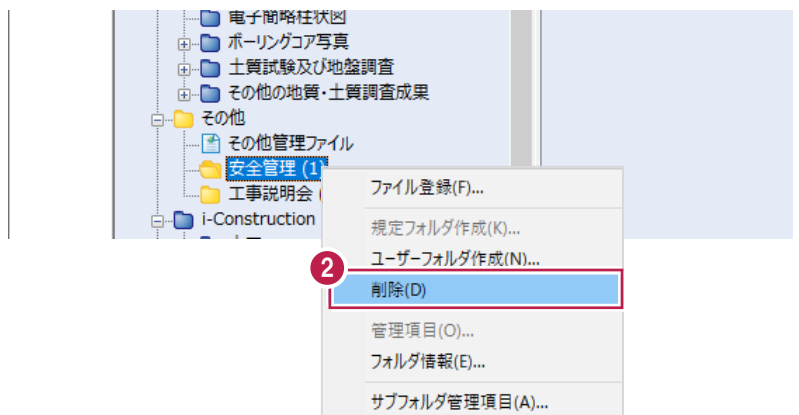 電子簡略柱状図
ボーリングコア写真
土質試験及び地盤調査
その他の地質・土質調査成果
その他
その他管理ファイル
安全管理 (1)
工事説明会 (
i-Construction
ファイル登録(F)...
規定フォルダ作成(K)...
ユーザーフォルダ作成(N)...
2
削除(D)
管理項目(O)...
フォルダ情報(E)...
サブフォルダ管理項目(A)...